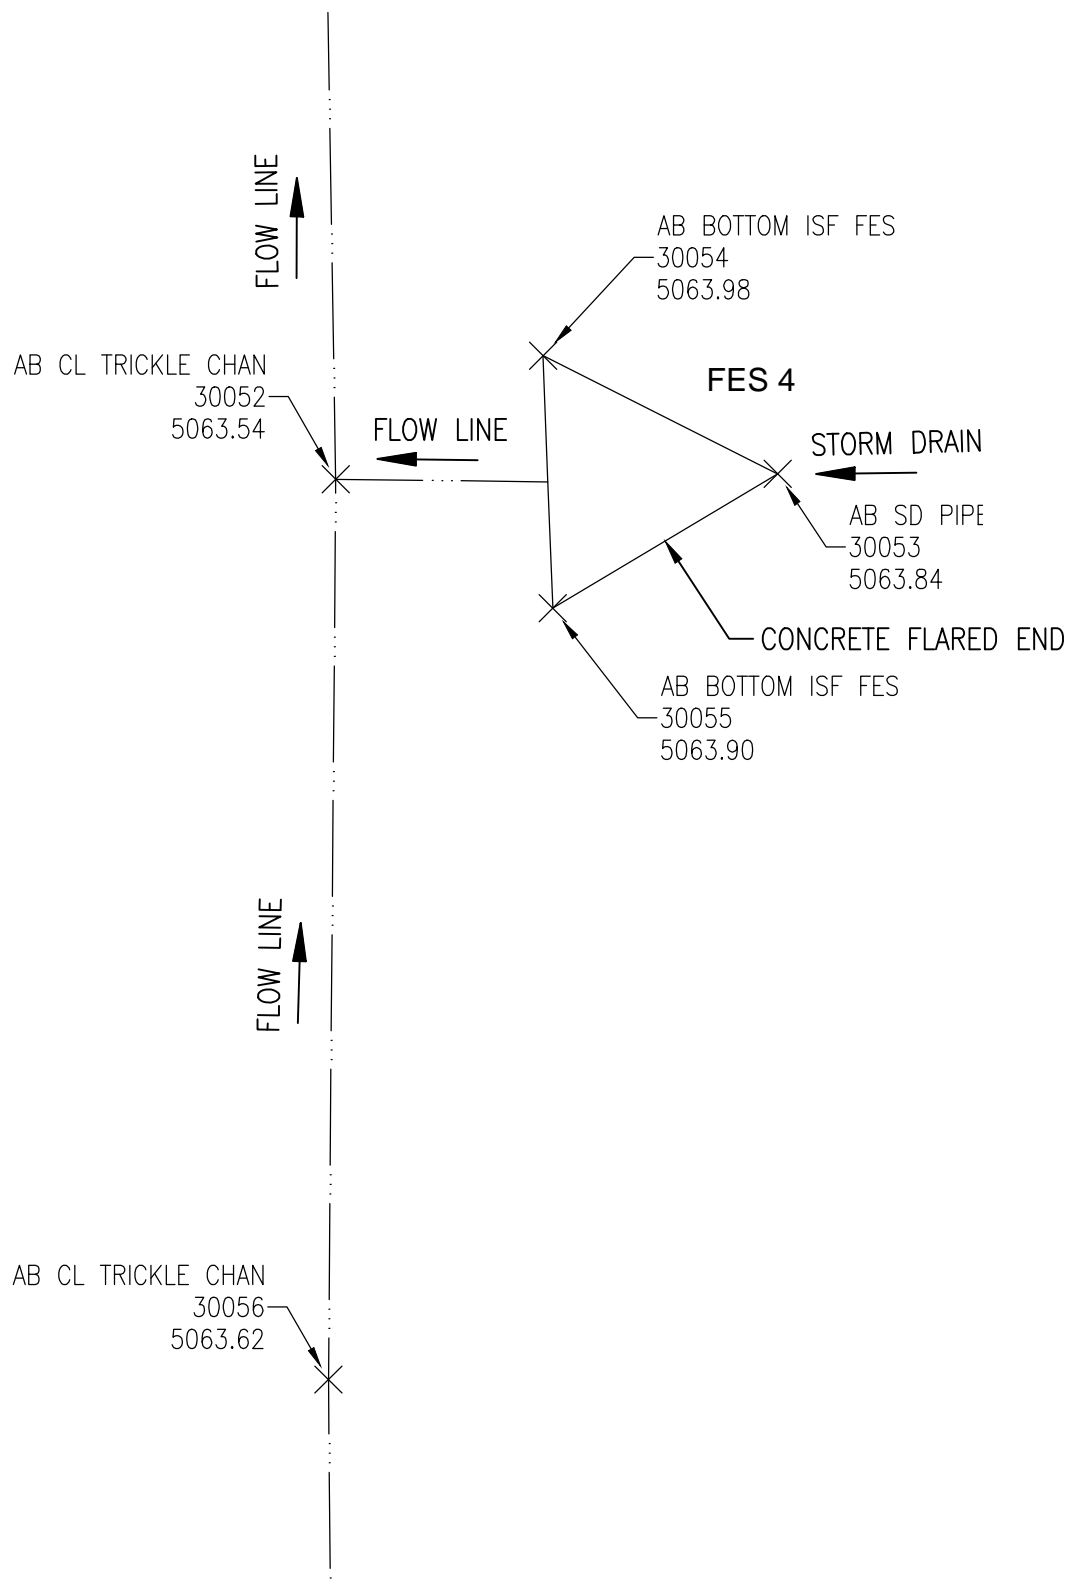 FLOW LINE
AB BOTTOM ISF FES
30054
5063.98
AB CL TRICKLE CHAN
30052
5063.54
FES 4
FLOW LINE
STORM DRAIN
AB SD PIPE
30053
5063.84
CONCRETE FLARED END
AB BOTTOM ISF FES
30055
5063.90
FLOW LINE
AB CL TRICKLE CHAN
30056
5063.62